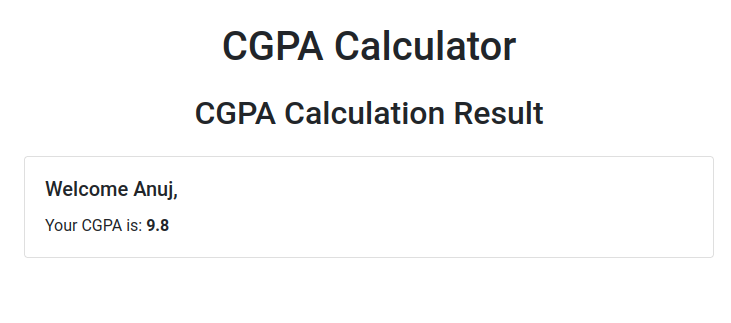 CGPA Calculator
CGPA Calculation Result
Welcome Anuj,
Your CGPA is: 9.8